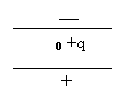 —
0 +q
+